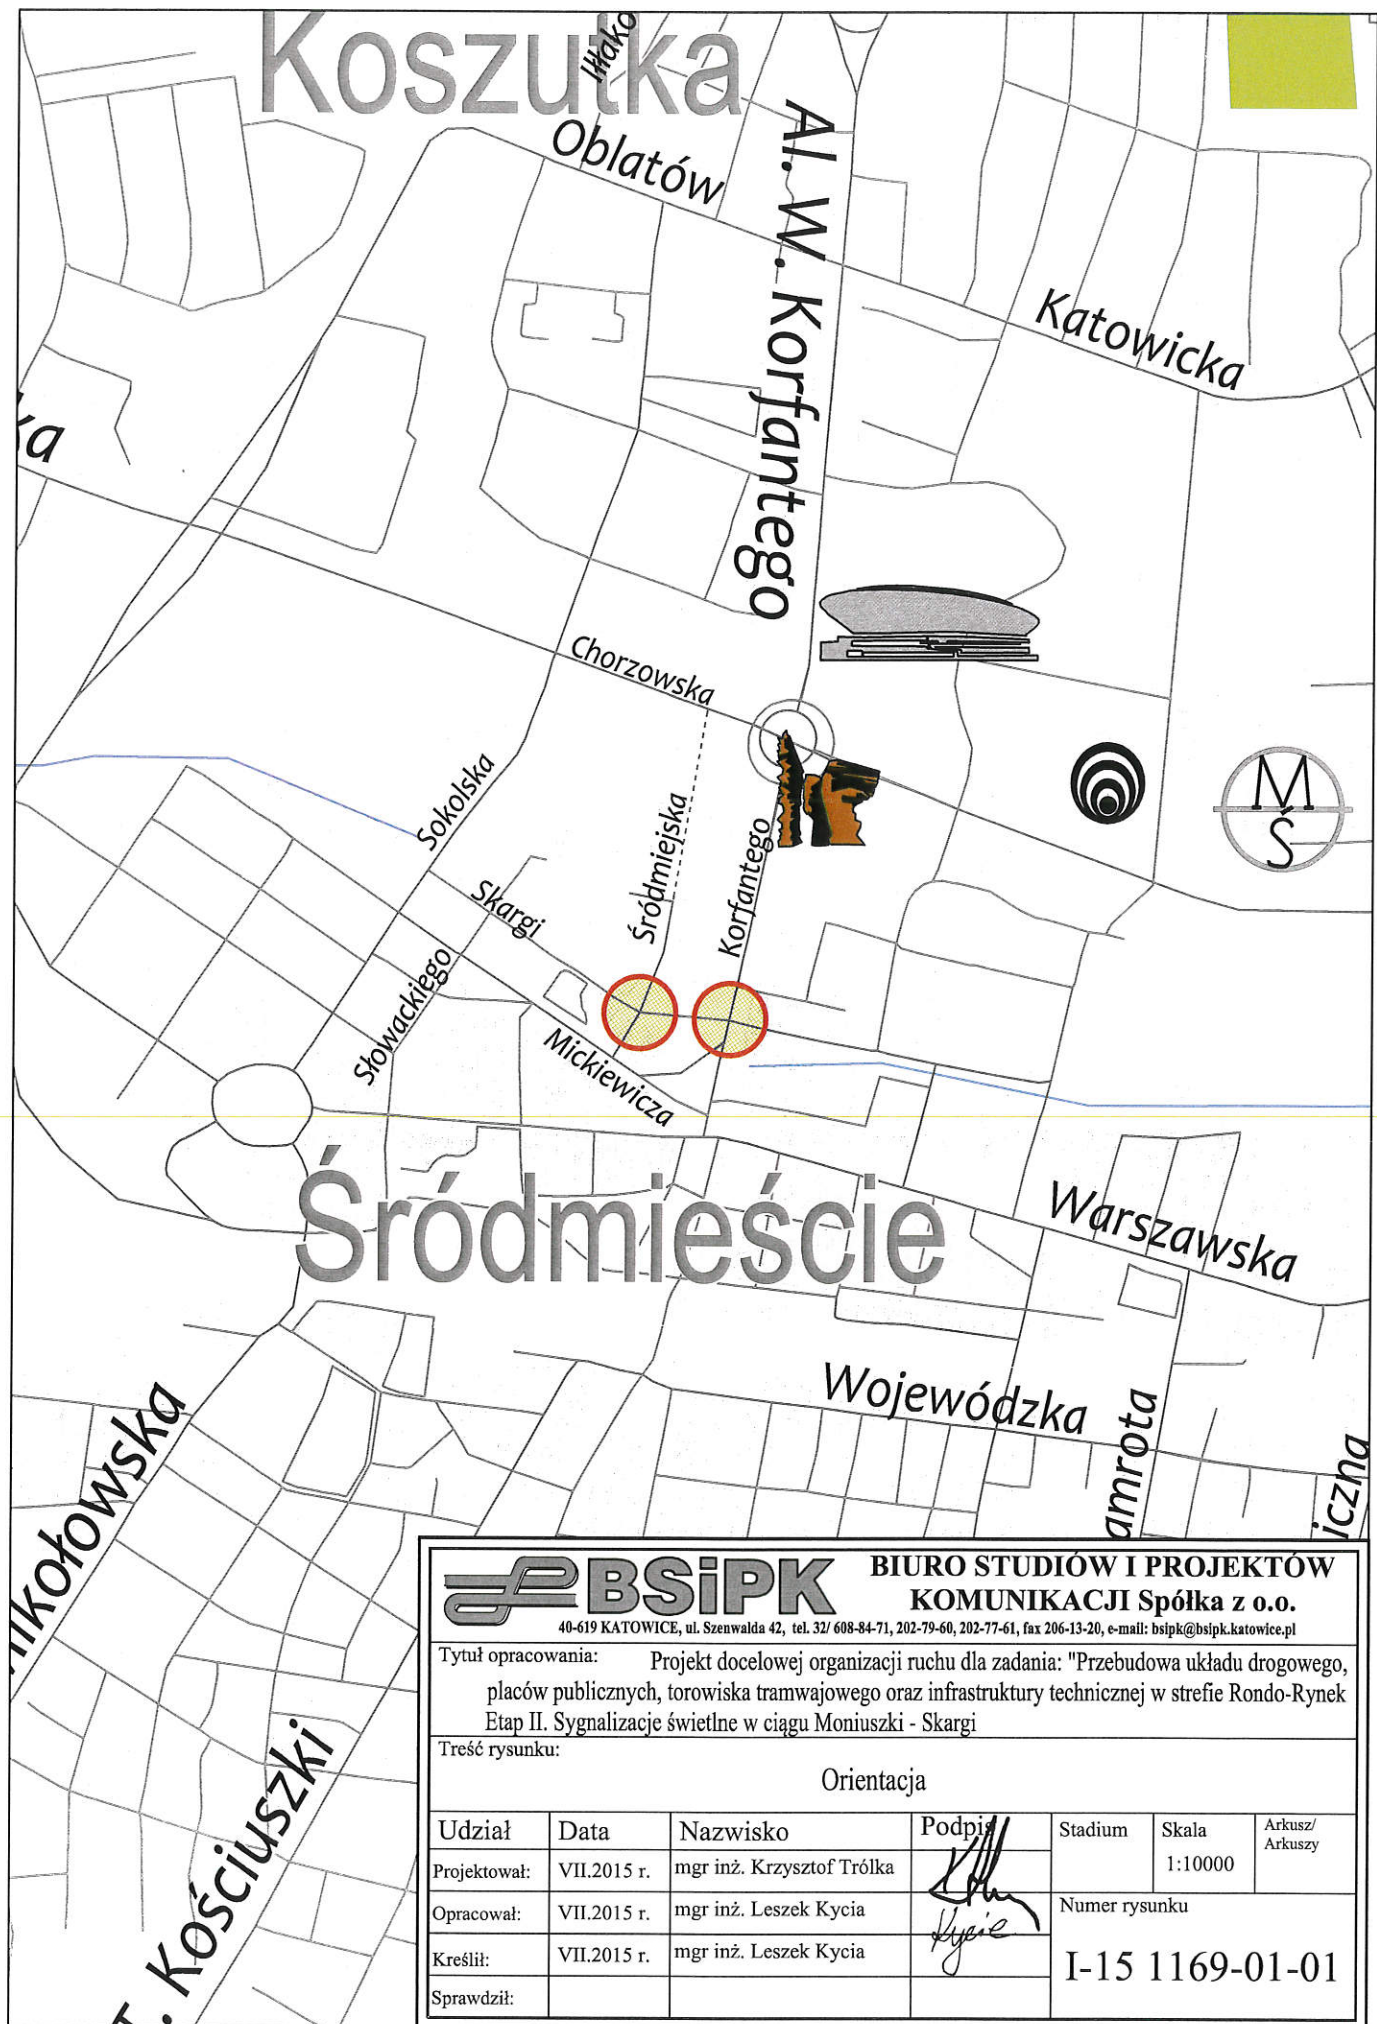 Koszutka
Oblatów
Al. W. Korfantego
Katowicka
ka
Chorzowska
Sokolska
Śródmiejska
Korfantego
M
Ś
Skargi
Słowackiego
Mickiewicza
Śródmieście
Warszawska
Wojewódzka
amrota
iczna
ikołowska
T. Kościuszki
BSiPK
BIURO STUDIÓW I PROJEKTÓW
KOMUNIKACJI Spółka z o.o.
40-619 KATOWICE, ul. Szenwalda 42, tel. 32/ 608-84-71, 202-79-60, 202-77-61, fax 206-13-20, e-mail: bsipk@bsipk.katowice.pl
Tytuł opracowania: Projekt docelowej organizacji ruchu dla zadania: "Przebudowa układu drogowego,
placów publicznych, torowiska tramwajowego oraz infrastruktury technicznej w strefie Rondo-Rynek
Etap II. Sygnalizacje świetlne w ciągu Moniuszki - Skargi
Treść rysunku:
Orientacja
Udział Data Nazwisko Podpis Stadium Skala Arkusz/
Arkuszy
1:10000
Projektował: VII.2015 r. mgr inż. Krzysztof Trólka
Opracował: VII.2015 r. mgr inż. Leszek Kycia Kycia
Numer rysunku
Kreślił: VII.2015 r. mgr inż. Leszek Kycia
I-15 1169-01-01
Sprawdził: